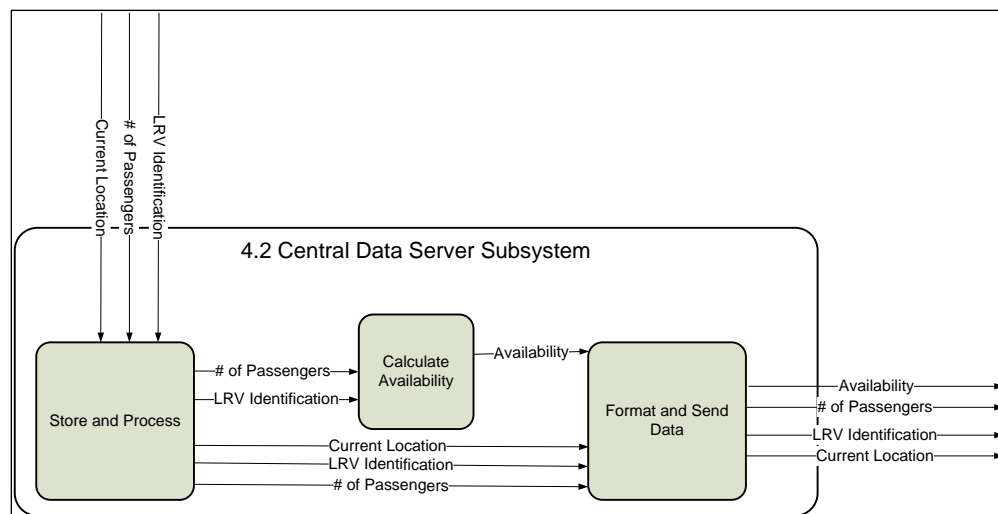 Current Location
# of Passengers
LRV Identification
4.2 Central Data Server Subsystem
Store and Process
# of Passengers
LRV Identification
Calculate
Availability
Availability
Current Location
LRV Identification
# of Passengers
Format and Send
Data
Availability
# of Passengers
LRV Identification
Current Location